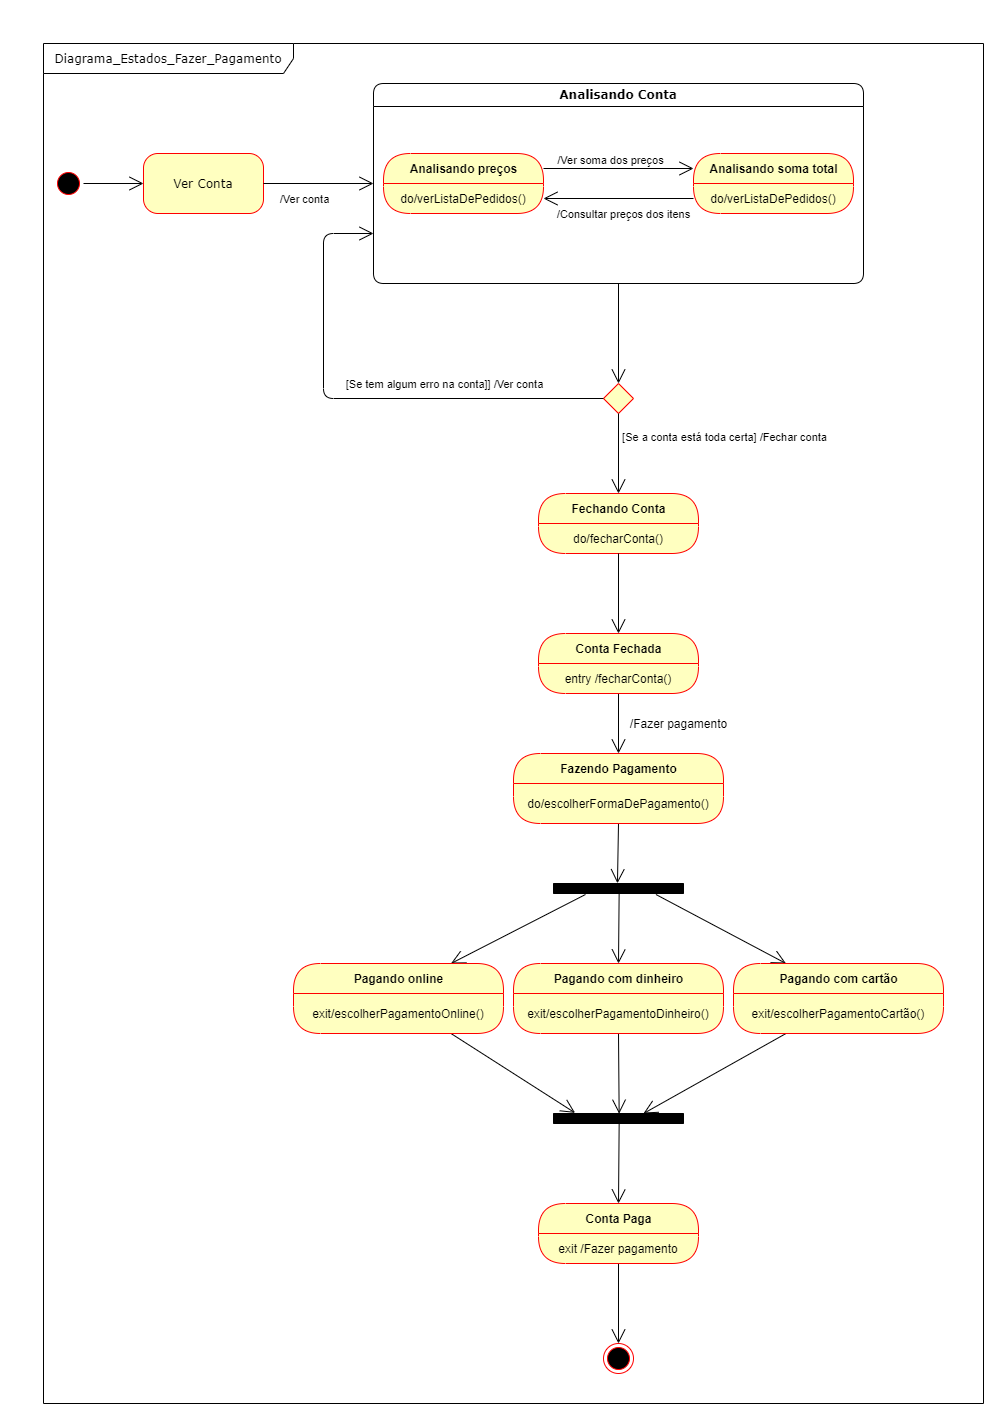 Diagrama_Estados_Fazer_Pagamento
Analisando Conta
Ver Conta
/Ver conta
Analisando preços
do/verListaDePedidos()
/Ver soma dos preços
/Consultar preços dos itens
Analisando soma total
do/verListaDePedidos()
[Se tem algum erro na conta]] /Ver conta
[Se a conta está toda certa] /Fechar conta
Fechando Conta
do/fecharConta()
Conta Fechada
entry /fecharConta()
/Fazer pagamento
Fazendo Pagamento
do/escolherFormaDePagamento()
Pagando online
exit/escolherPagamentoOnline()
Pagando com dinheiro
exit/escolherPagamentoDinheiro()
Pagando com cartão
exit/escolherPagamentoCartão()
Conta Paga
exit /Fazer pagamento